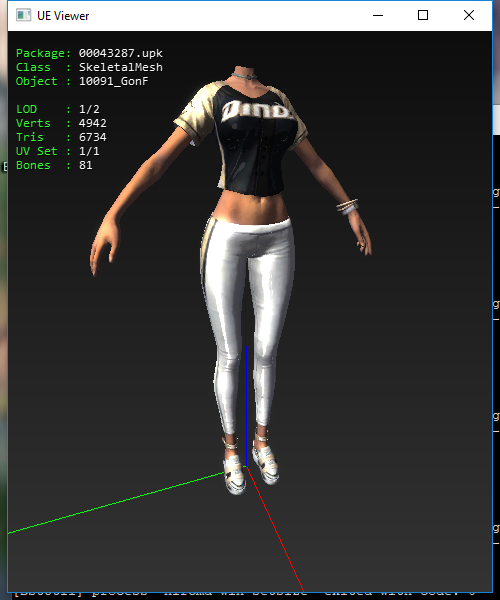 UE Viewer
Package: 00043287.upk
Class : SkeletalMesh
Object : 10091_GonF
LOD : 1/2
Verts : 4942
Tris : 6734
UV Set : 1/1
Bones : 81
Dino